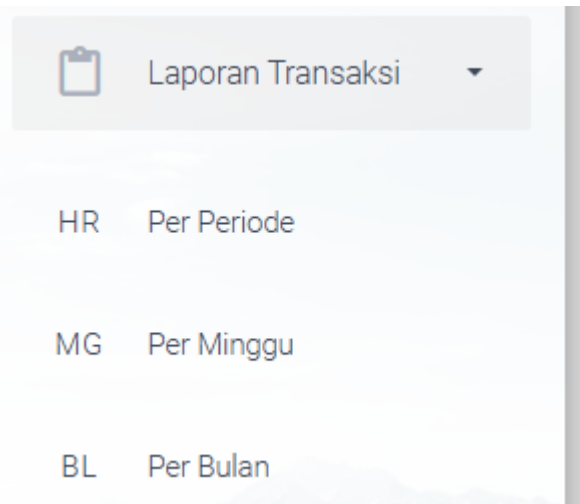 Laporan Transaksi
HR Per Periode
MG Per Minggu
BL Per Bulan